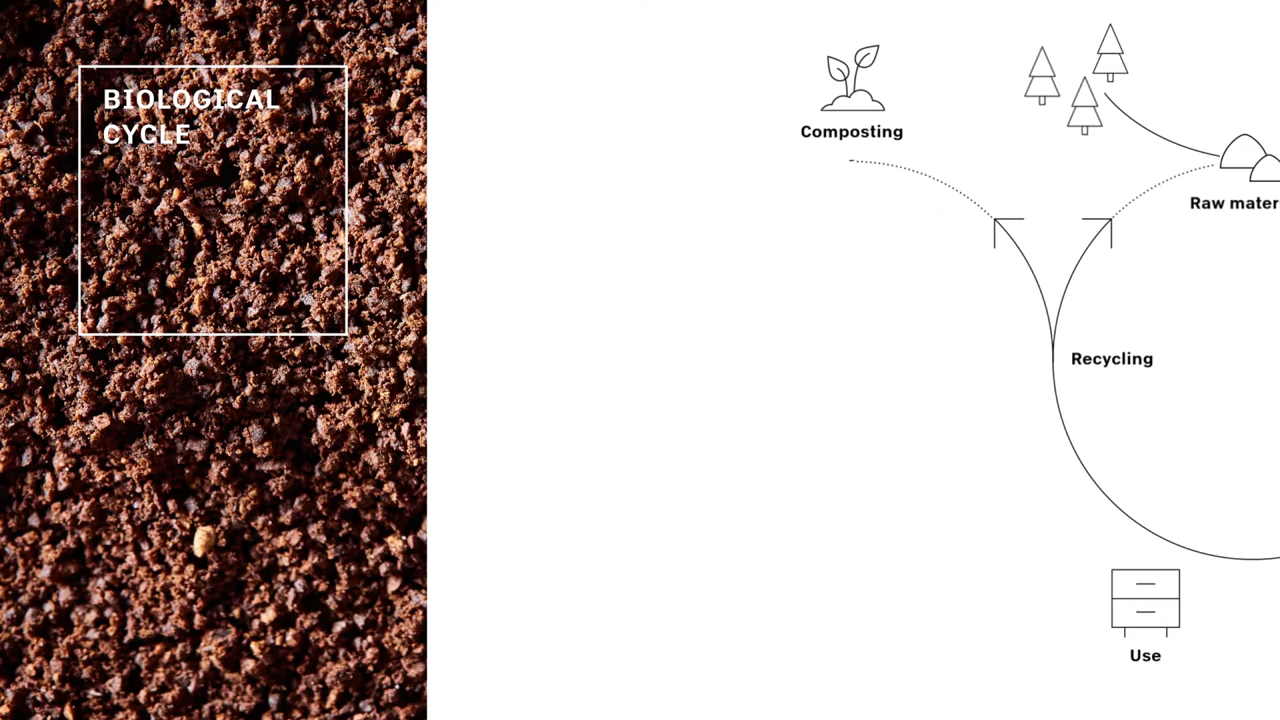 BIOLOGICAL
CYCLE
Composting
Raw mater
Recycling
Use